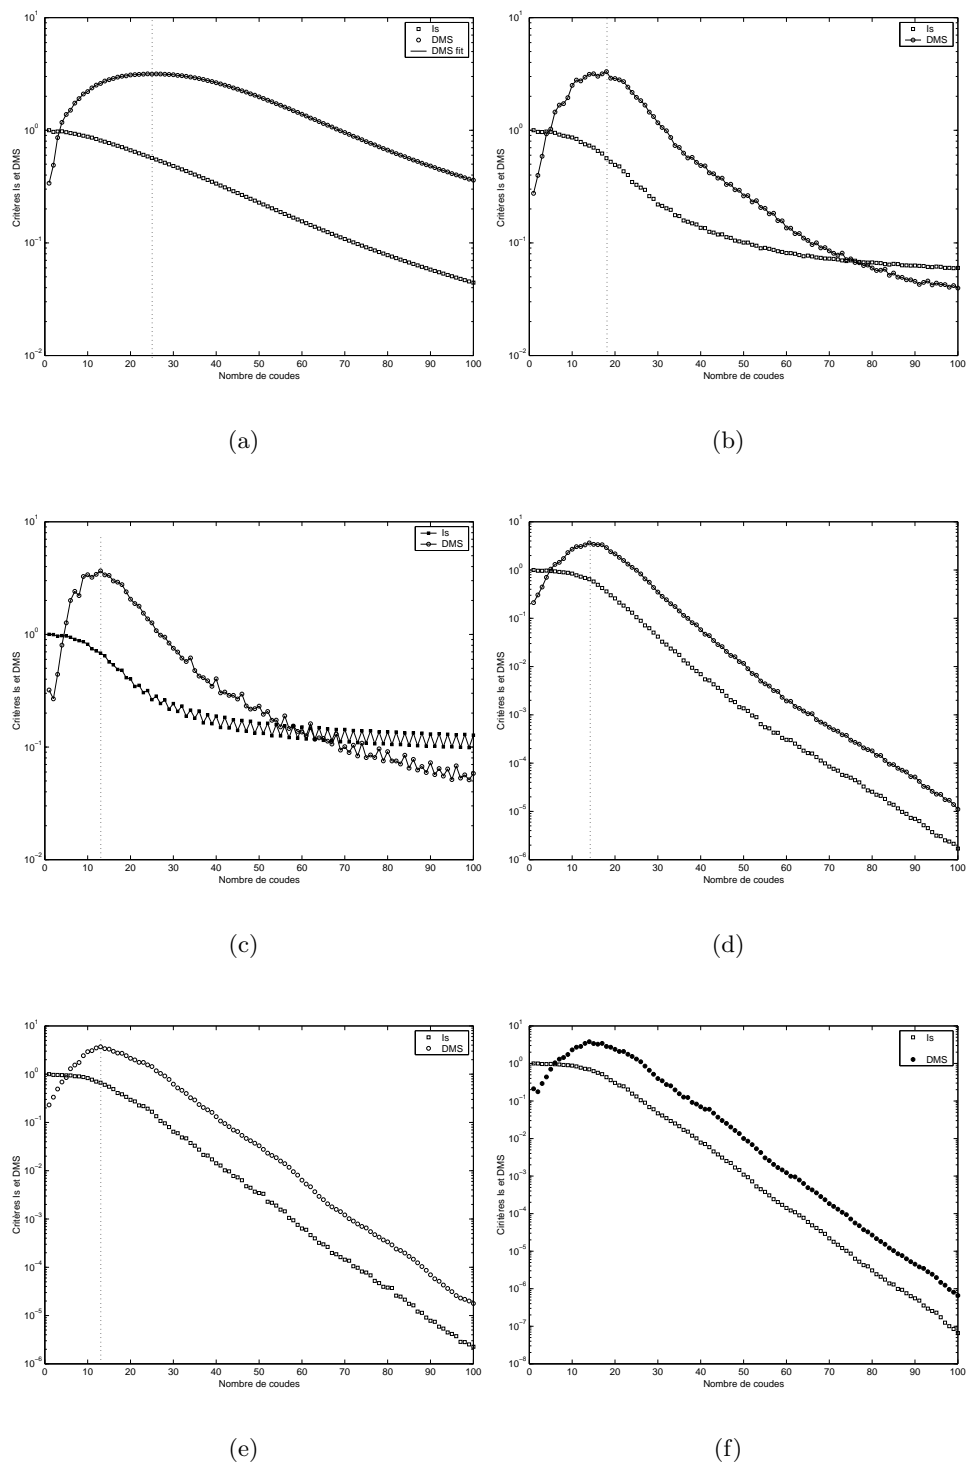 10^1
10^0
10^-1
10^-2
Critères Is et DMS
0 10 20 30 40 50 60 70 80 90 100
Nombre de coudes
Is
DMS
DMS fit
(a)
10^1
10^0
10^-1
10^-2
Critères Is et DMS
0 10 20 30 40 50 60 70 80 90 100
Nombre de coudes
Is
DMS
(b)
10^1
10^0
10^-1
10^-2
Critères Is et DMS
0 10 20 30 40 50 60 70 80 90 100
Nombre de coudes
Is
DMS
(c)
10^1
10^0
10^-1
10^-2
10^-3
10^-4
10^-5
10^-6
Critères Is et DMS
0 10 20 30 40 50 60 70 80 90 100
Nombre de coudes
Is
DMS
(d)
10^1
10^0
10^-1
10^-2
10^-3
10^-4
10^-5
10^-6
Critères Is et DMS
0 10 20 30 40 50 60 70 80 90 100
Nombre de coudes
Is
DMS
(e)
10^1
10^0
10^-1
10^-2
10^-3
10^-4
10^-5
10^-6
10^-7
10^-8
Ciritères Is et DMS
0 10 20 30 40 50 60 70 80 90 100
Nombre de coudes
Is
DMS
(f)